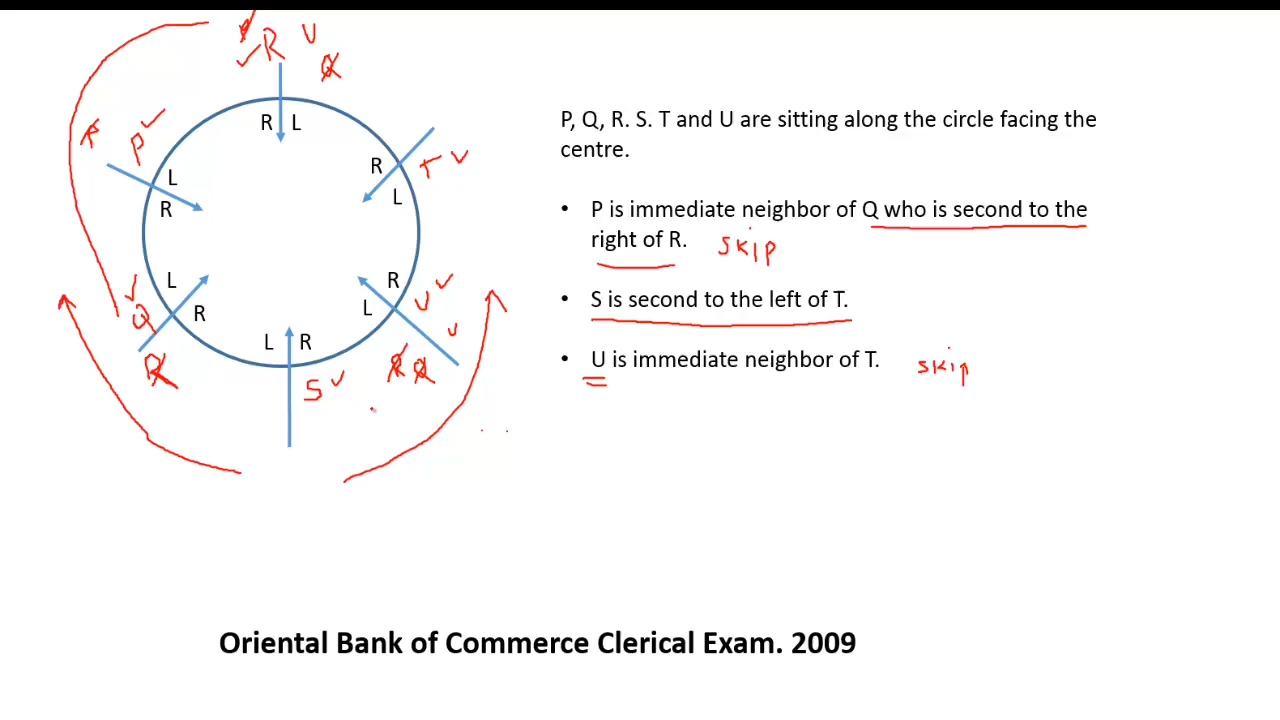 P R U
Q
R L
R P
T
R
L
L
R
P, Q, R. S. T and U are sitting along the circle facing the
centre.
• P is immediate neighbor of Q who is second to the
right of R. skip
L
R
R
L
Q
R
U
U
R Q
L R
S
• S is second to the left of T.
• U is immediate neighbor of T. skip
Oriental Bank of Commerce Clerical Exam. 2009